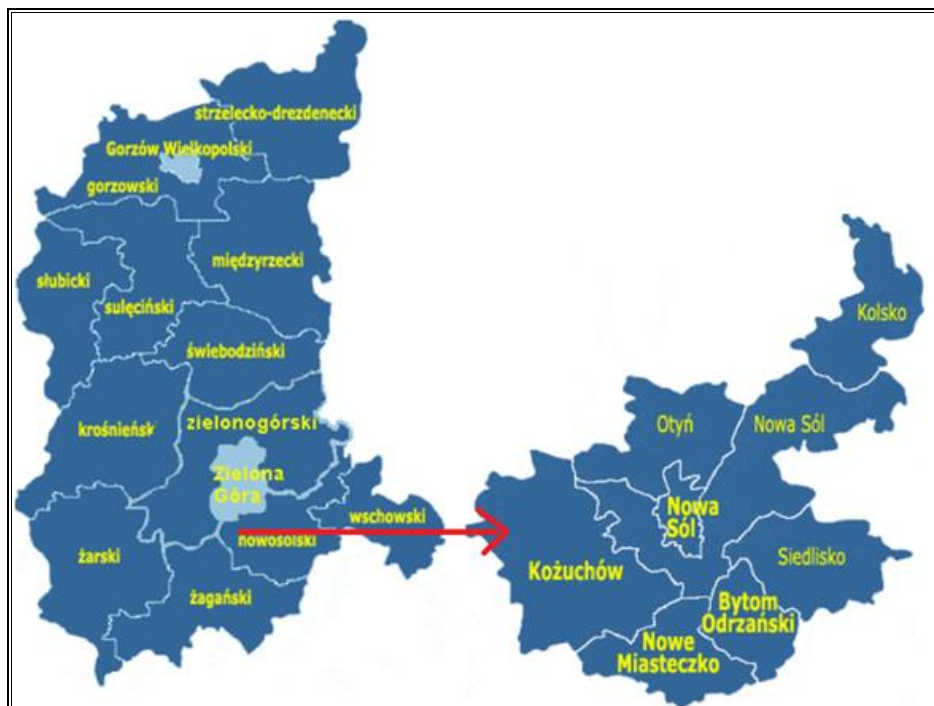 strzelecko-drezdenecki
Gorzów Wielkopolski
gorzowski
międzyrzecki
słubicki
sulęciński
świebodziński
krośnieńsk
zielonogórski
Zielona
Góra
wschowski
nowosolski
żarski
żagański
Kolsko
Otyń
Nowa Sól
Nowa
Sól
Siedlisko
Kożuchów
Bytom
Odrzański
Nowe
Miasteczko